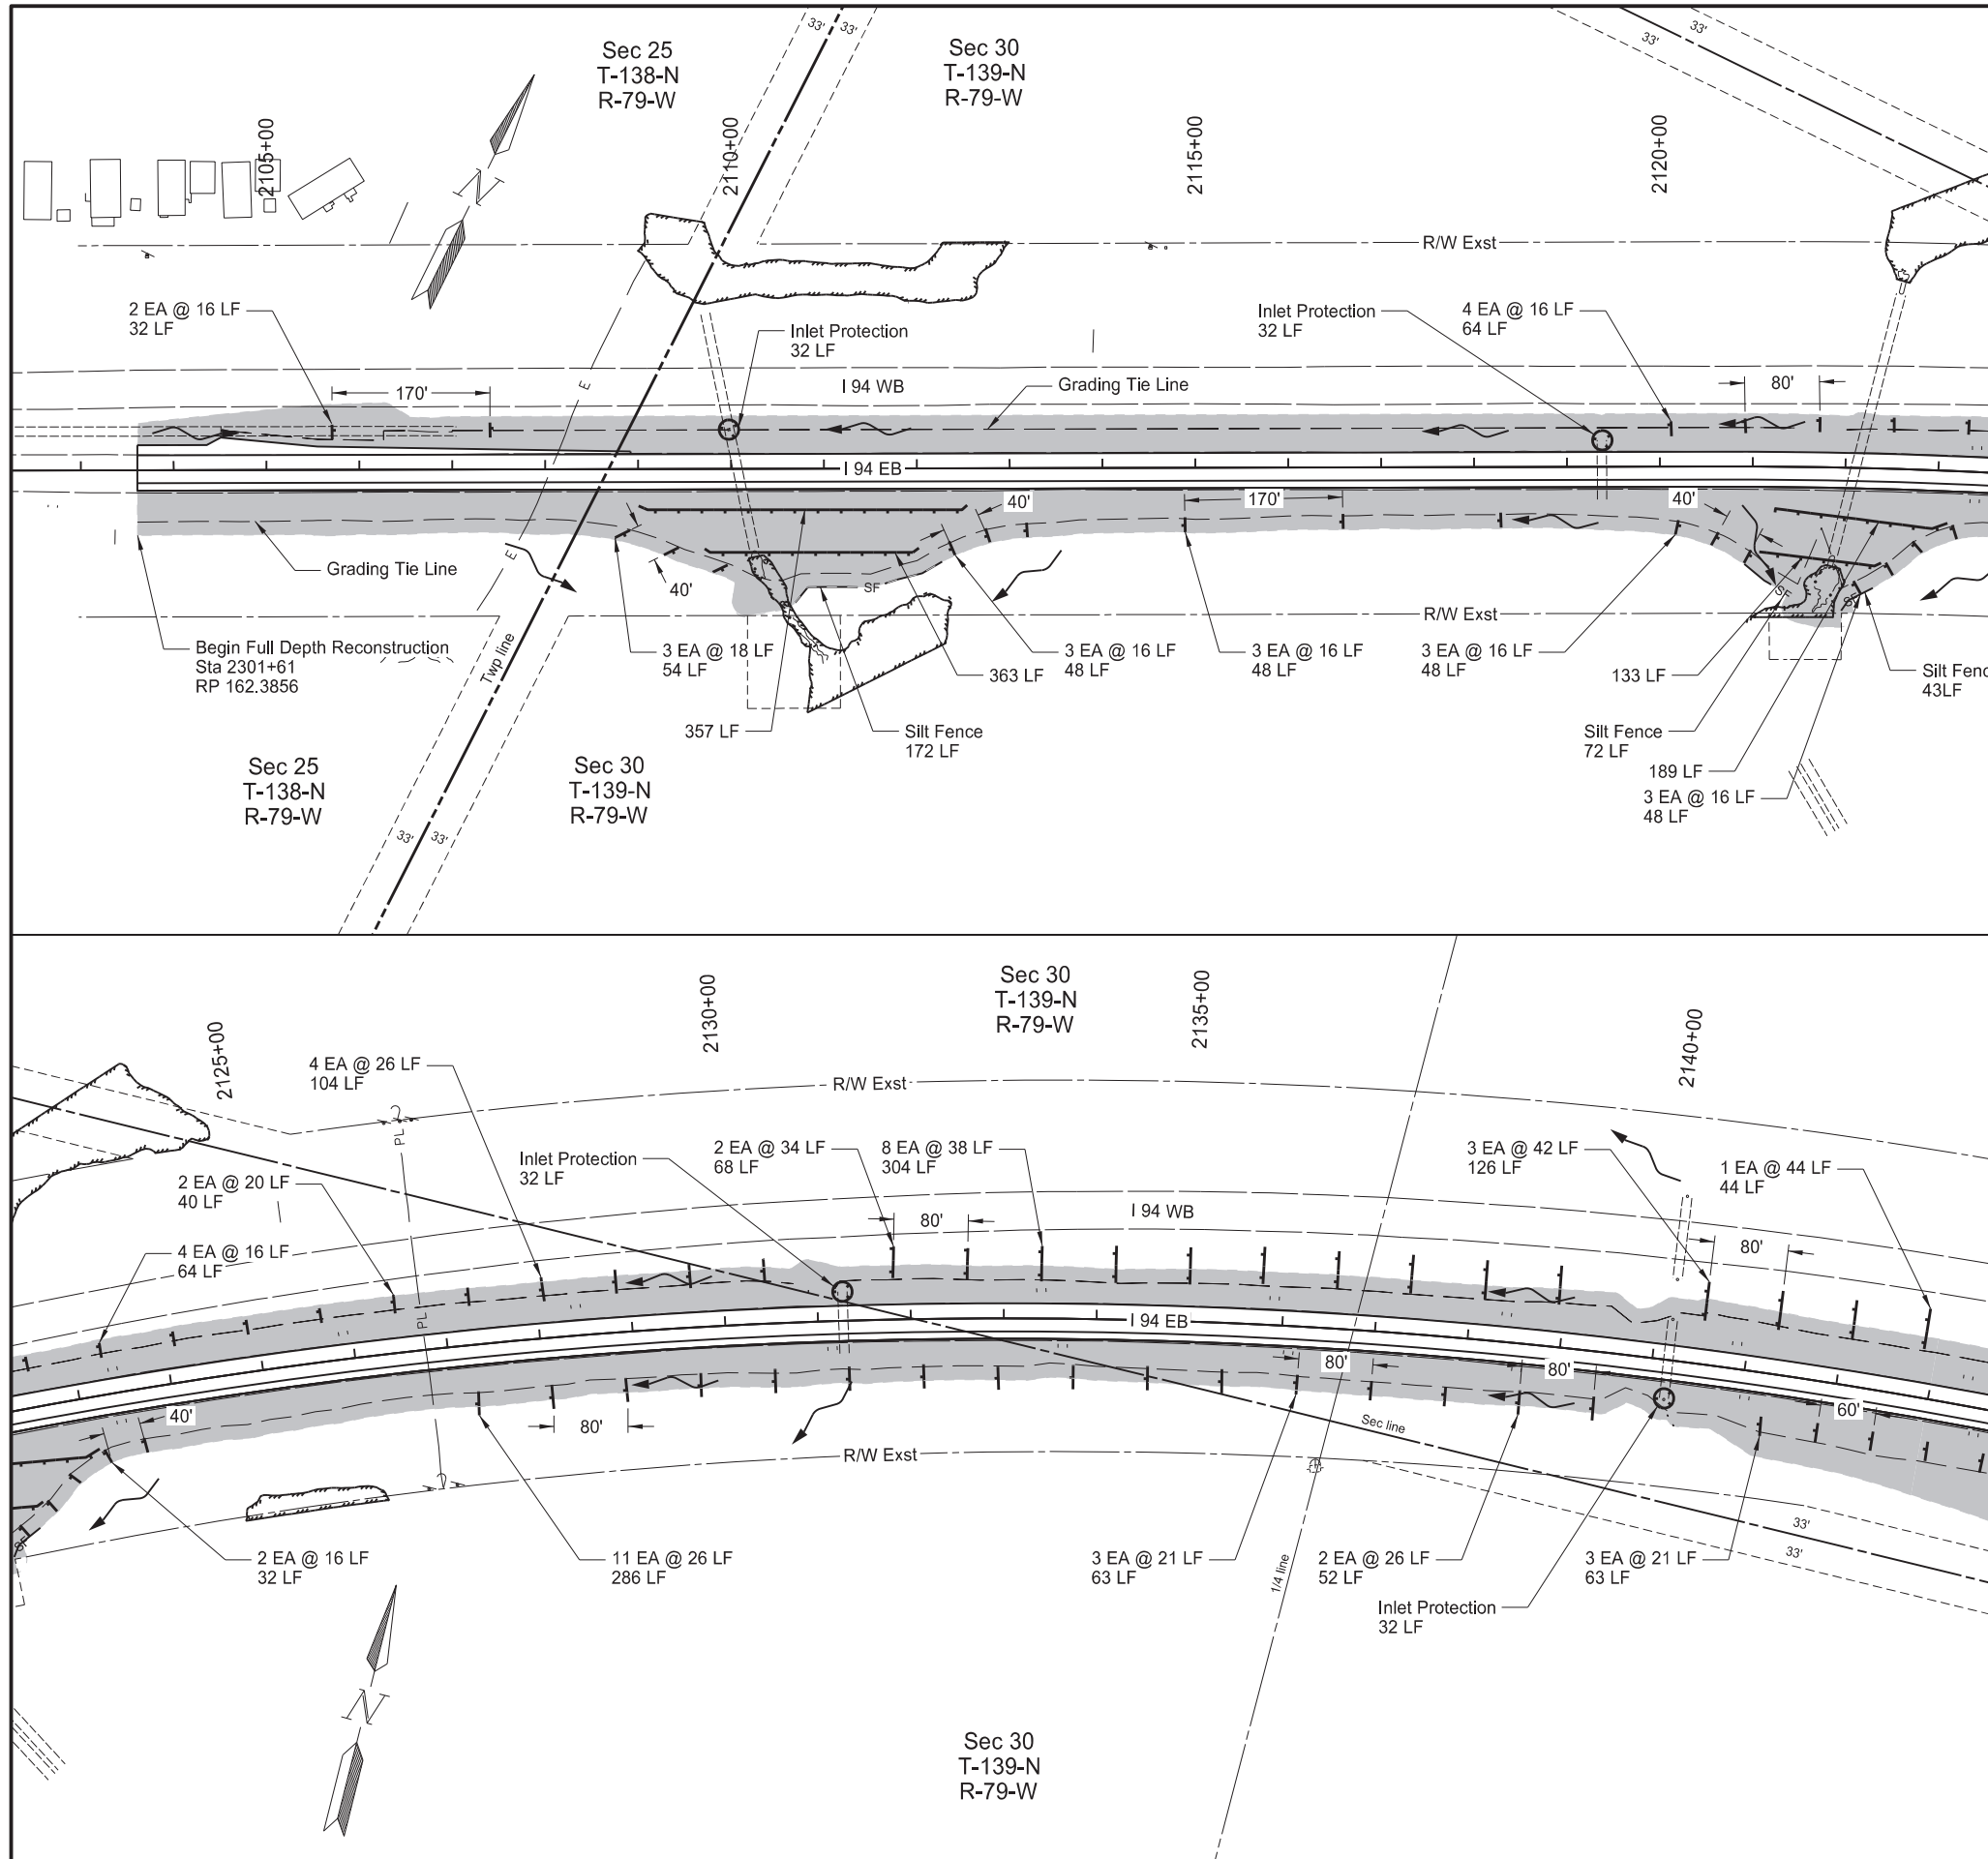 33' 33'
Sec 25
T-138-N
R-79-W
Sec 30
T-139-N
R-79-W
33'
33'
2105+00
2110+00
2115+00
2120+00
N
R/W Exst
2 EA @ 16 LF
32 LF
Inlet Protection
32 LF
Inlet Protection
32 LF
4 EA @ 16 LF
64 LF
170'
E
I 94 WB
Grading Tie Line
80'
I 94 EB
40'
170'
40'
E
Grading Tie Line
40'
SF
SF
SF
R/W Exst
Begin Full Depth Reconstruction
Sta 2301+61
RP 162.3856
Twp line
3 EA @ 18 LF
54 LF
363 LF
3 EA @ 16 LF
48 LF
3 EA @ 16 LF
48 LF
3 EA @ 16 LF
48 LF
133 LF
Silt Fenc
43LF
357 LF
Silt Fence
172 LF
Silt Fence
72 LF
189 LF
3 EA @ 16 LF
48 LF
Sec 25
T-138-N
R-79-W
Sec 30
T-139-N
R-79-W
33' 33'
Sec 30
T-139-N
R-79-W
2125+00
2130+00
2135+00
2140+00
4 EA @ 26 LF
104 LF
R/W Exst
PL
Inlet Protection
32 LF
2 EA @ 34 LF
68 LF
8 EA @ 38 LF
304 LF
3 EA @ 42 LF
126 LF
1 EA @ 44 LF
44 LF
2 EA @ 20 LF
40 LF
80'
I 94 WB
4 EA @ 16 LF
64 LF
80'
PL
I 94 EB
80'
80'
40'
80'
60'
Sec line
R/W Exst
SF
33'
33'
2 EA @ 16 LF
32 LF
11 EA @ 26 LF
286 LF
3 EA @ 21 LF
63 LF
1/4 line
2 EA @ 26 LF
52 LF
3 EA @ 21 LF
63 LF
Inlet Protection
32 LF
N
Sec 30
T-139-N
R-79-W